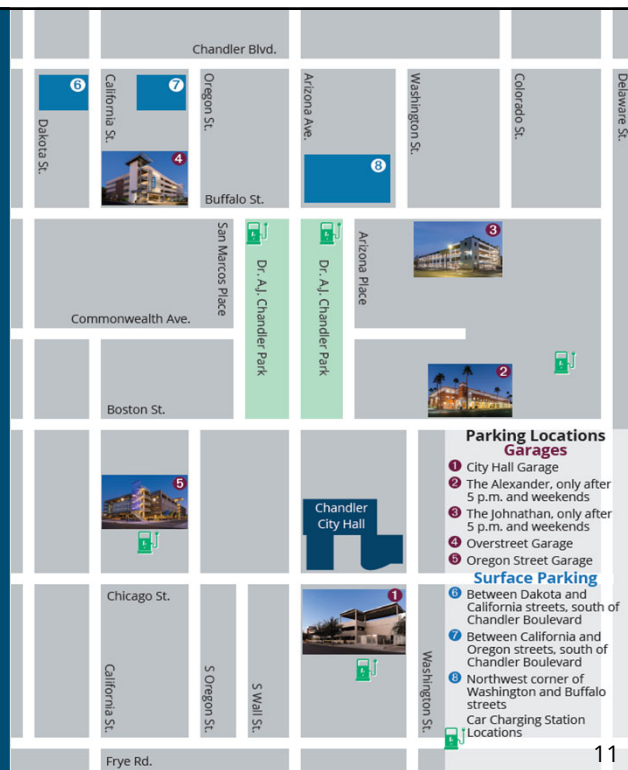 Chandler Blvd.
6
7
Dakota St.
California St.
Oregon St.
Arizona Ave.
Washington St.
Colorado St.
Delaware St.
4
8
Buffalo St.
San Marcos Place
Dr. A.J. Chandler Park
Dr. A.J. Chandler Park
Arizona Place
3
Commonwealth Ave.
2
Boston St.
5
Chandler
City Hall
Chicago St.
1
California St.
S Oregon St.
S Wall St.
Washington St.
Frye Rd.
Parking Locations
Garages
1 City Hall Garage
2 The Alexander, only after
5 p.m. and weekends
3 The Johnathan, only after
5 p.m. and weekends
4 Overstreet Garage
5 Oregon Street Garage
Surface Parking
6 Between Dakota and
California streets, south of
Chandler Boulevard
7 Between California and
Oregon streets, south of
Chandler Boulevard
8 Northwest corner of
Washington and Buffalo
streets
Car Charging Station
Locations
11